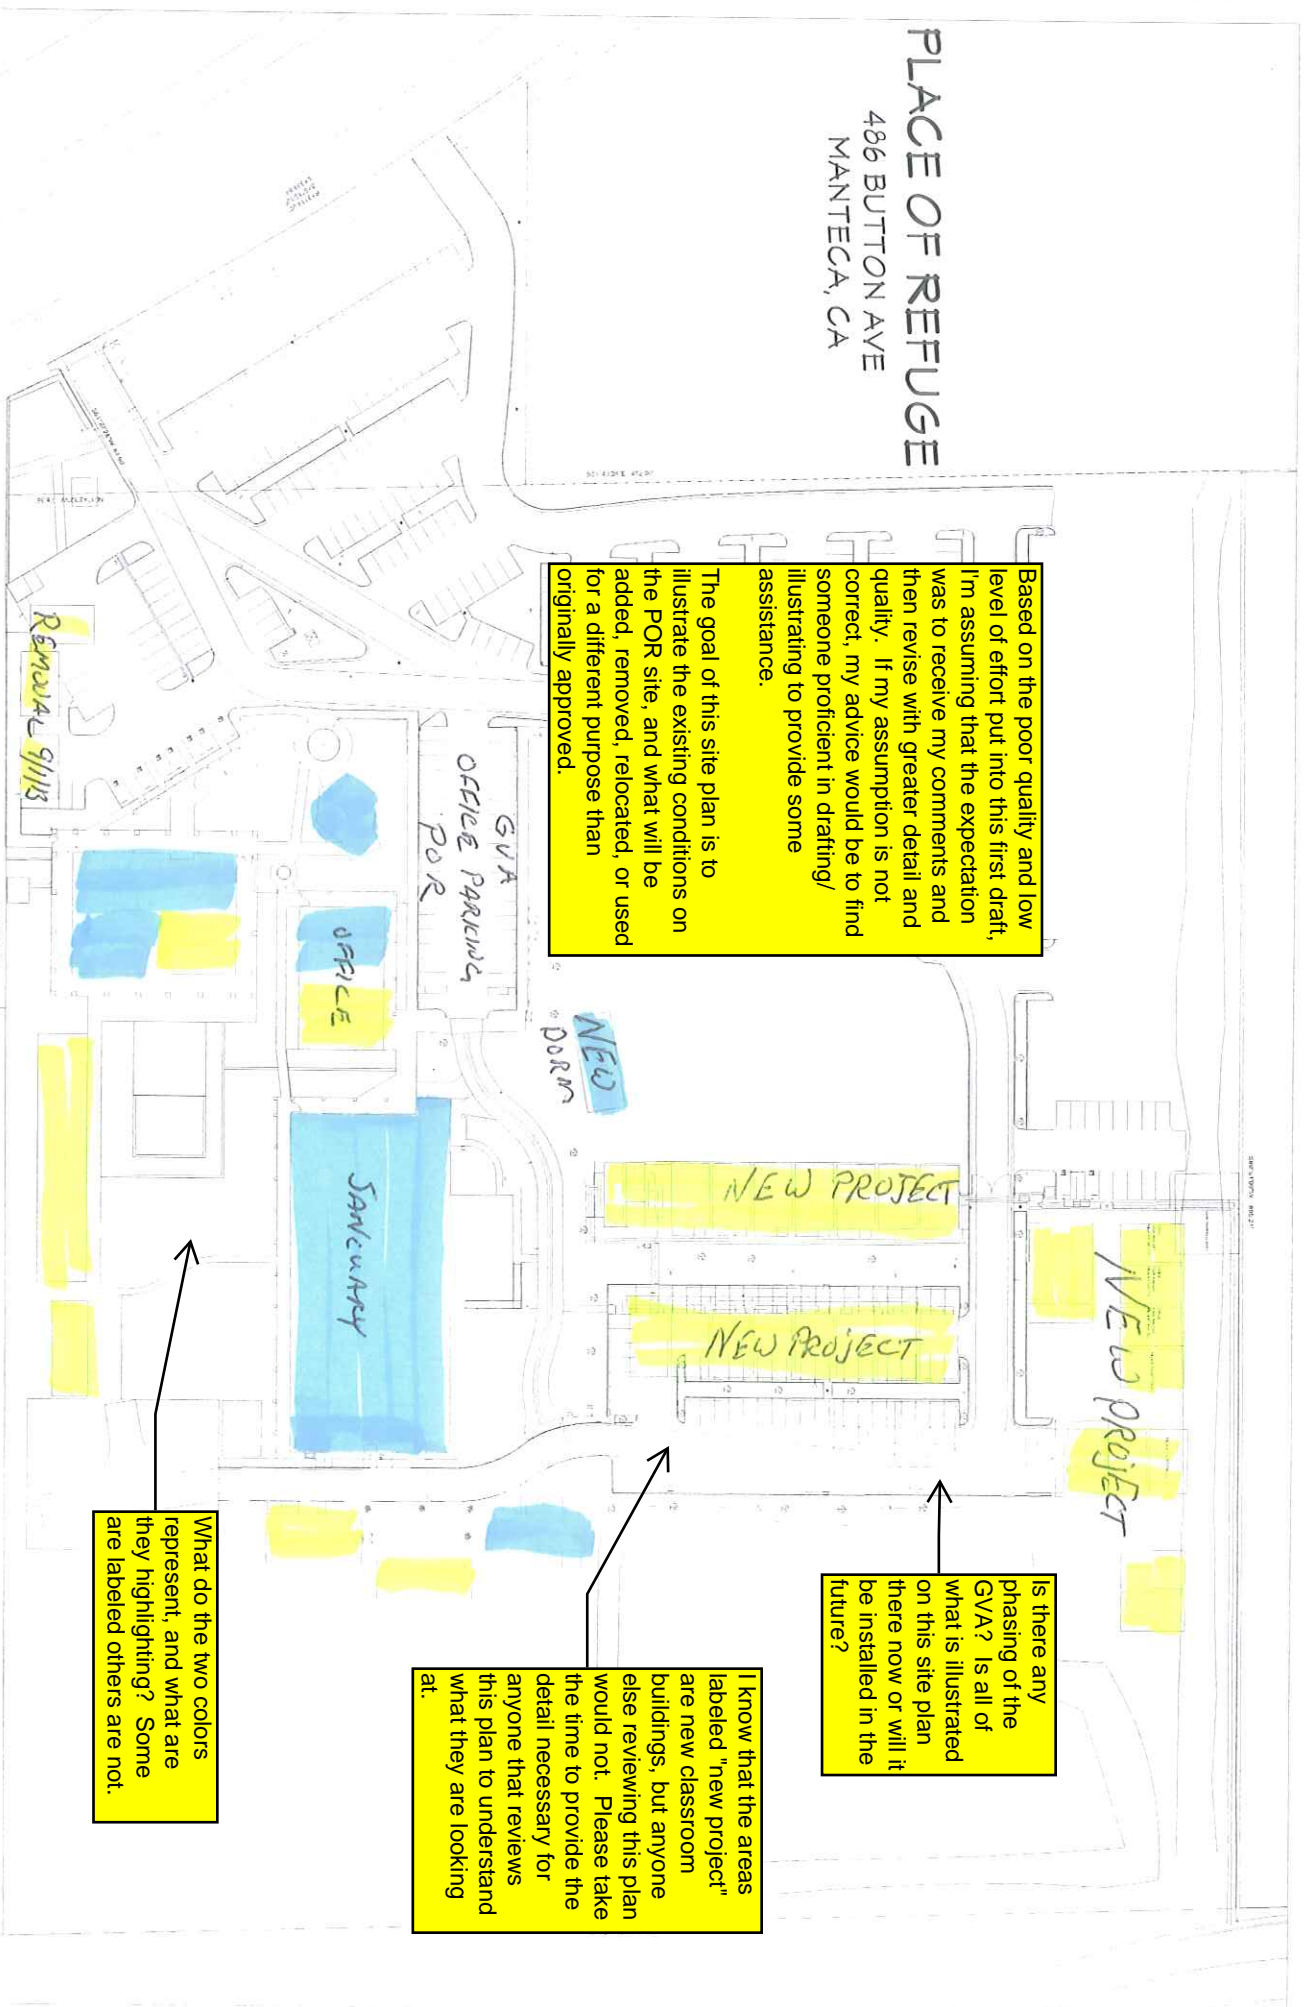 PLACE OF REFUGE
486 BUTTON AVE
MANTECA, CA
Based on the poor quality and low
level of effort put into this first draft,
I'm assuming that the expectation
was to receive my comments and
then revise with greater detail and
quality.  If my assumption is not
correct, my advice would be to find
someone proficient in drafting/
illustrating to provide some
assistance.
The goal of this site plan is to
illustrate the existing conditions on
the POR site, and what will be
added, removed, relocated, or used
for a different purpose than
originally approved.
NEW PROJECT
Is there any
phasing of the
GVA?  Is all of
what is illustrated
on this site plan
there now or will it
be installed in the
future?
NEW PROJECT
NEW PROJECT
I know that the areas
labeled "new project"
are new classroom
buildings, but anyone
else reviewing this plan
would not.  Please take
the time to provide the
detail necessary for
anyone that reviews
this plan to understand
what they are looking
at.
NEW
DORM
GVA
OFFICE PARKING
POR
OFFICE
SANCUARY
REMOVAL 9/1/13
What do the two colors
represent, and what are
they highlighting?  Some
are labeled others are not.